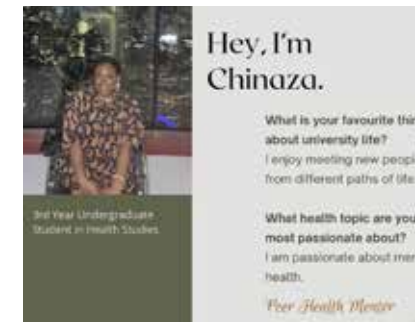 Hey, I'm
Chinaza.
What is your favourite thin
about university life?
I enjoy meeting new peopl
from different paths of life
What health topic are you
most passionate about?
I am passionate about men
health.
Peer Health Mentor
3rd Year Undergraduate
Student in Health Studies